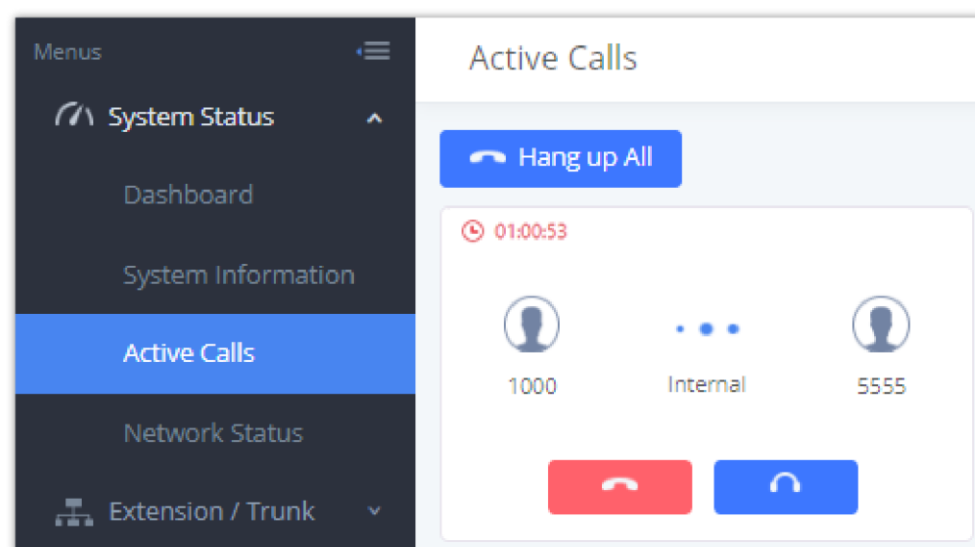 Menus
System Status
Dashboard
System Information
Active Calls
Network Status
Extension / Trunk
Active Calls
Hang up All
01:00:53
1000
Internal
5555